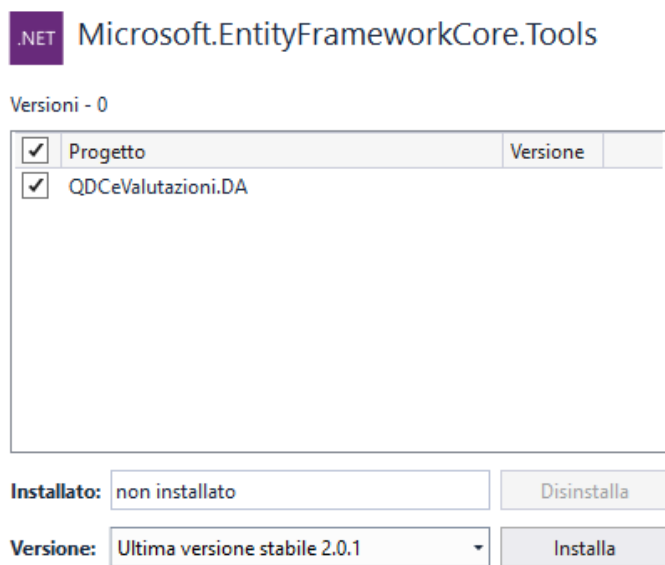 .NET Microsoft.EntityFrameworkCore.Tools
Versioni - 0
Progetto Versione
QDCeValutazioni.DA
Installato: non installato Disinstalla
Versione: Ultima versione stabile 2.0.1 Installa